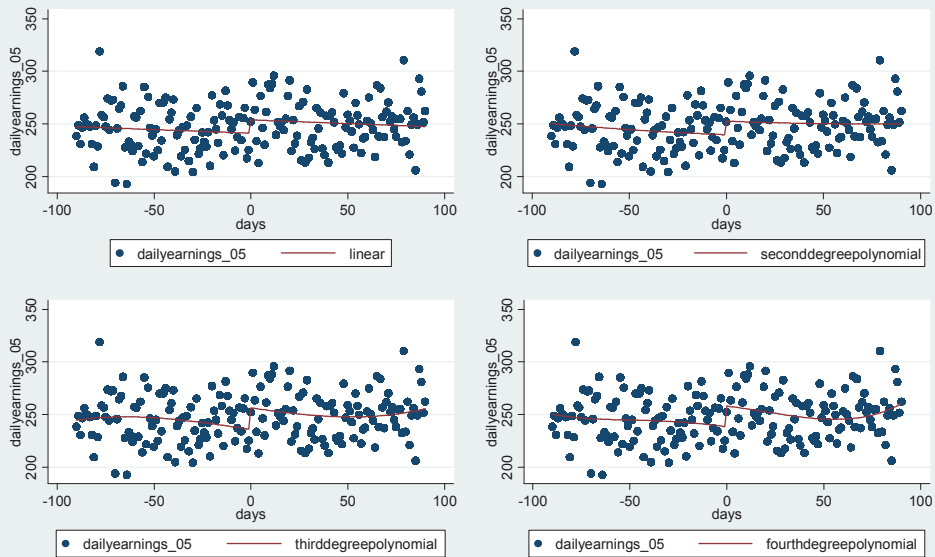 350
300
250
200
dailyearnings_05
-100 -50 0 50 100
days
dailyearnings_05 linear
350
300
250
200
dailyearnings_05
-100 -50 0 50 100
days
dailyearnings_05 seconddegreepolynomial
350
300
250
200
dailyearnings_05
-100 -50 0 50 100
days
dailyearnings_05 thirddegreepolynomial
350
300
250
200
dailyearnings_05
-100 -50 0 50 100
days
dailyearnings_05 fourthdegreepolynomial